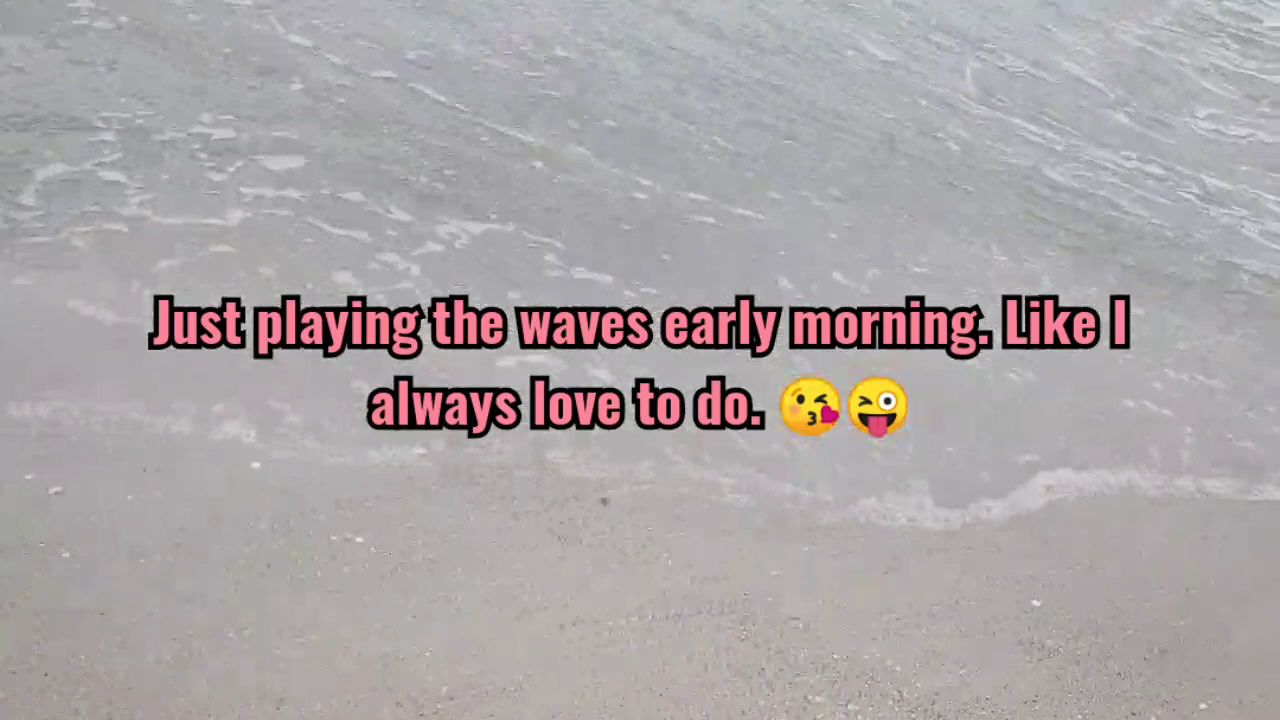 Just playing the waves early morning. Like I
always love to do. 😘😜